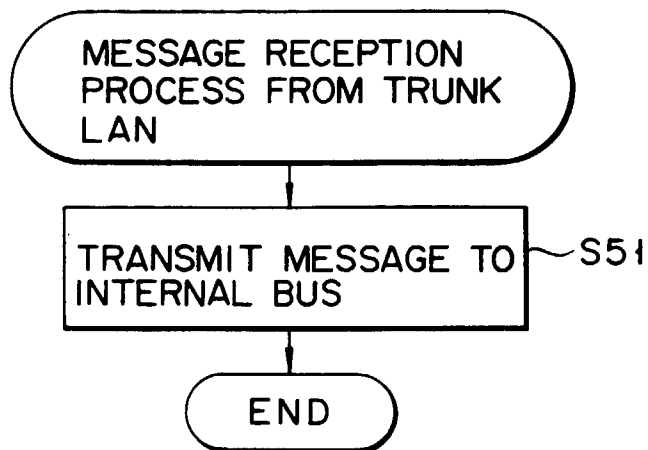 MESSAGE RECEPTION
PROCESS FROM TRUNK
LAN
TRANSMIT MESSAGE TO
INTERNAL BUS
S51
END